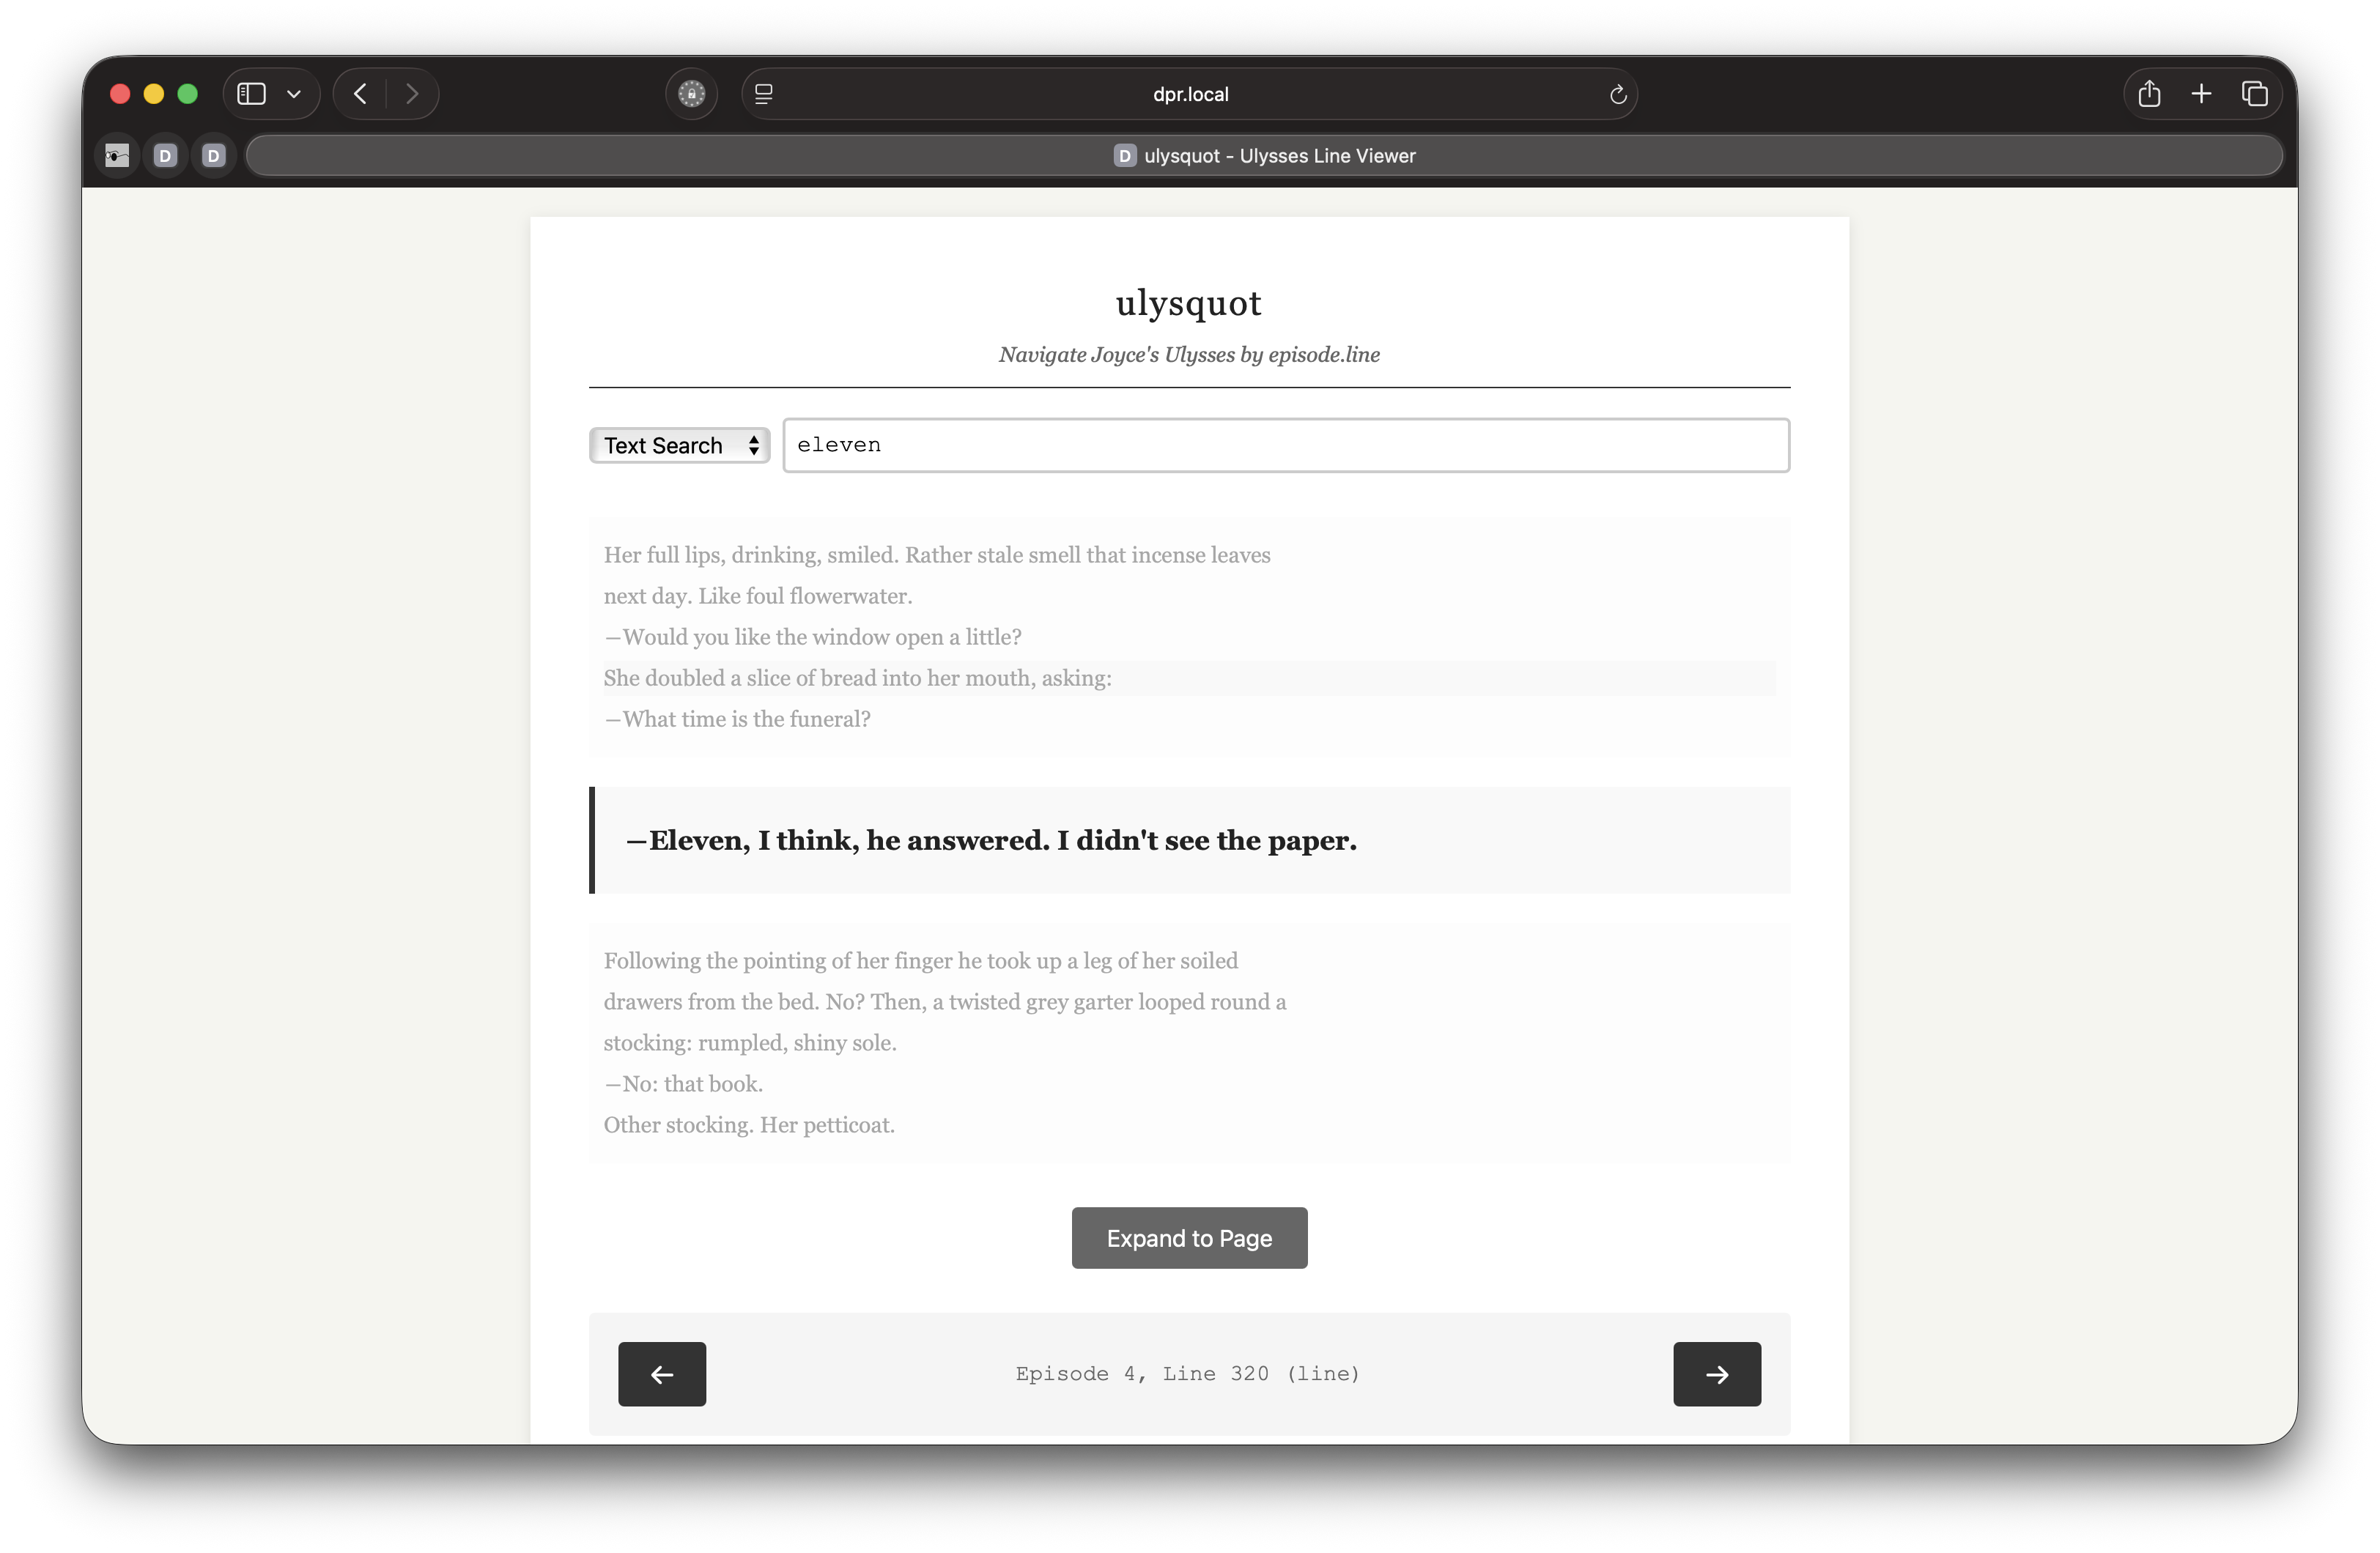 dpr.local
D
D
D ulysquot - Ulysses Line Viewer
ulysquot
Navigate Joyce's Ulysses by episode.line
Text Search
eleven
Her full lips, drinking, smiled. Rather stale smell that incense leaves
next day. Like foul flowerwater.
—Would you like the window open a little?
She doubled a slice of bread into her mouth, asking:
—What time is the funeral?
—Eleven, I think, he answered. I didn't see the paper.
Following the pointing of her finger he took up a leg of her soiled
drawers from the bed. No? Then, a twisted grey garter looped round a
stocking: rumpled, shiny sole.
—No: that book.
Other stocking. Her petticoat.
Expand to Page
← Episode 4, Line 320 (line) →